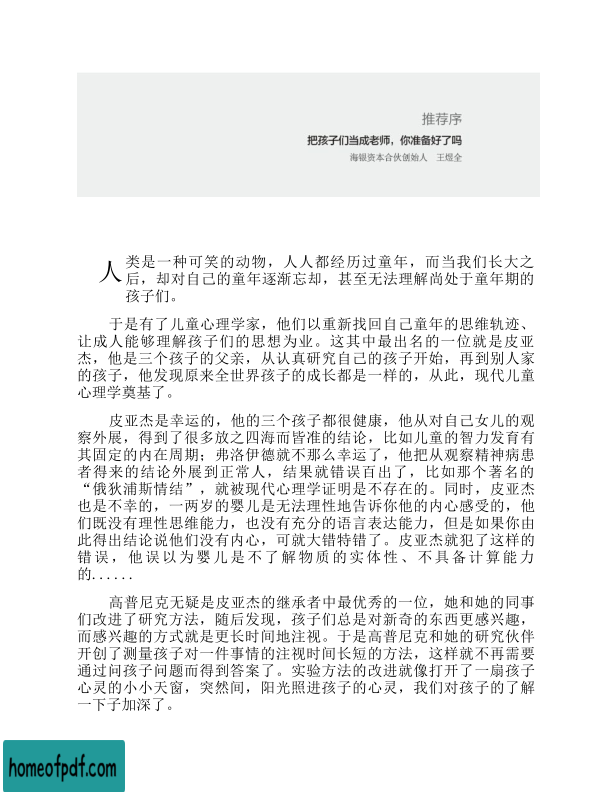 推荐序
把孩子们当成老师，你准备好了吗
海银资本合伙创始人　王煜全
人类是一种可笑的动物，人人都经历过童年，而当我们长大之
后，却对自己的童年逐渐忘却，甚至无法理解尚处于童年期的
孩子们。
于是有了儿童心理学家，他们以重新找回自己童年的思维轨迹、
让成人能够理解孩子们的思想为业。这其中最出名的一位就是皮亚
杰，他是三个孩子的父亲，从认真研究自己的孩子开始，再到别人家
的孩子，他发现原来全世界孩子的成长都是一样的，从此，现代儿童
心理学奠基了。
皮亚杰是幸运的，他的三个孩子都很健康，他从对自己女儿的观
察外展，得到了很多放之四海而皆准的结论，比如儿童的智力发育有
其固定的内在周期；弗洛伊德就不那么幸运了，他把从观察精神病患
者得来的结论外展到正常人，结果就错误百出了，比如那个著名的
“俄狄浦斯情结”，就被现代心理学证明是不存在的。同时，皮亚杰
也是不幸的，一两岁的婴儿是无法理性地告诉你他的内心感受的，他
们既没有理性思维能力，也没有充分的语言表达能力，但是如果你由
此得出结论说他们没有内心，可就大错特错了。皮亚杰就犯了这样的
错误，他误以为婴儿是不了解物质的实体性、不具备计算能力
的......
高普尼克无疑是皮亚杰的继承者中最优秀的一位，她和她的同事
们改进了研究方法，随后发现，孩子们总是对新奇的东西更感兴趣，
而感兴趣的方式就是更长时间地注视。于是高普尼克和她的研究伙伴
开创了测量孩子对一件事情的注视时间长短的方法，这样就不再需要
通过问孩子问题而得到答案了。实验方法的改进就像打开了一扇孩子
心灵的小小天窗，突然间，阳光照进孩子的心灵，我们对孩子的了解
一下子加深了。
homeofpdf.com